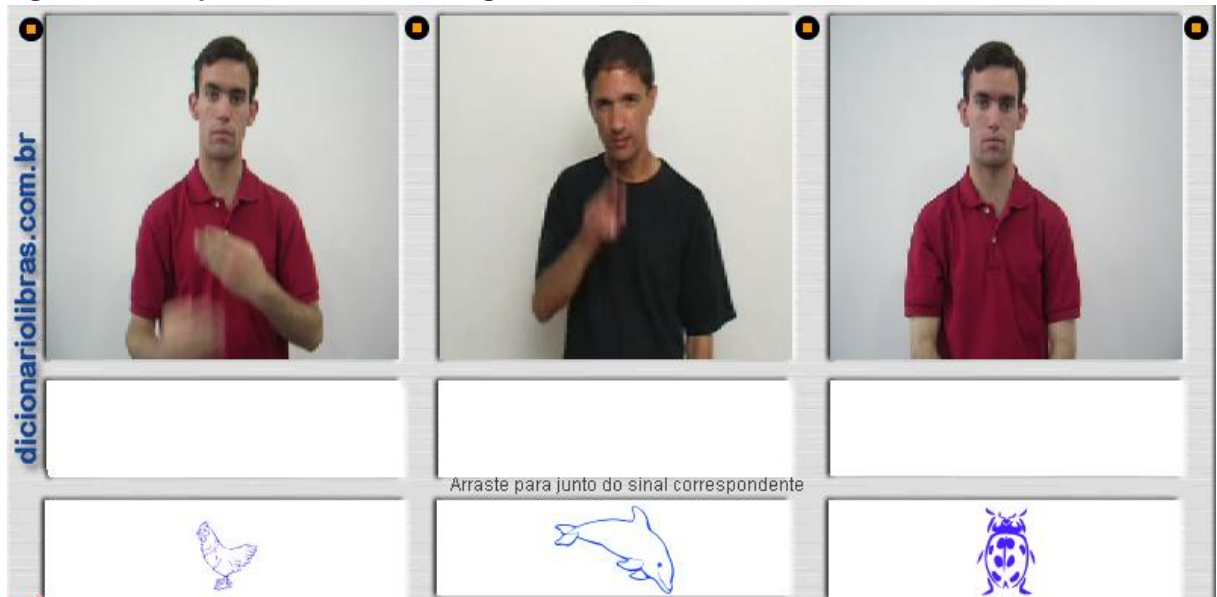 dicionariolibras.com.br
Arraste para junto do sinal correspondente